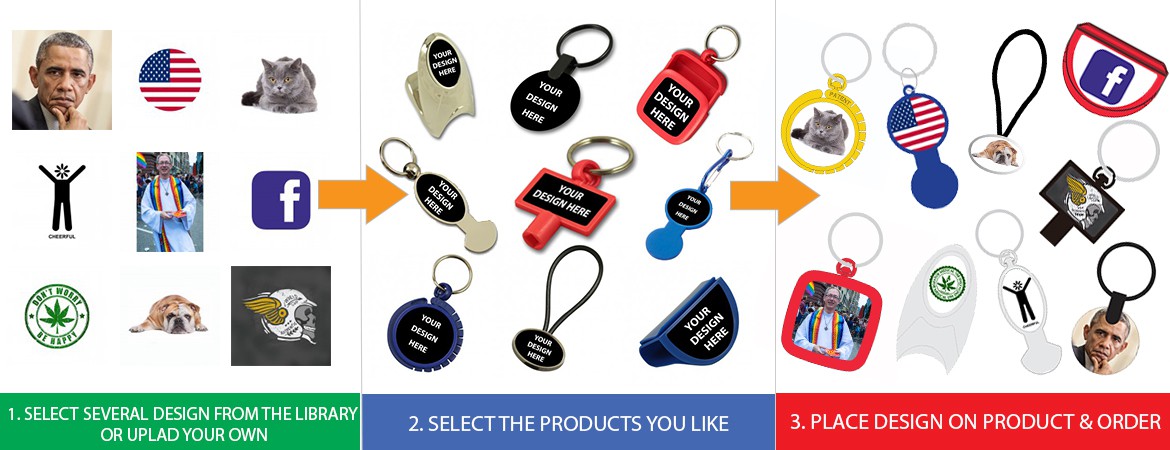 CHEERFUL
f
DON'T WORRY
BE HAPPY
1. SELECT SEVERAL DESIGN FROM THE LIBRARY
OR UPLAD YOUR OWN
YOUR
DESIGN
HERE
YOUR
DESIGN
HERE
YOUR
DESIGN
HERE
YOUR
DESIGN
HERE
YOUR
DESIGN HERE
YOUR
DESIGN
HERE
YOUR
DESIGN
HERE
YOUR
DESIGN
HERE
YOUR
DESIGN
HERE
2. SELECT THE PRODUCTS YOU LIKE
PATENT
f
CHEERFUL
3. PLACE DESIGN ON PRODUCT & ORDER